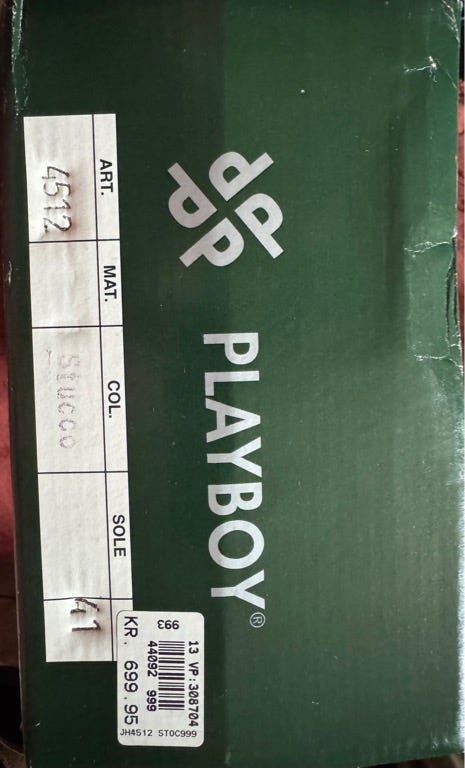 PLAYBOY®
ART. MAT. COL. SOLE
4512 Stucco 41
13 VP:308704
44092 999
993
KR. 699.95
JH4512 STOC999